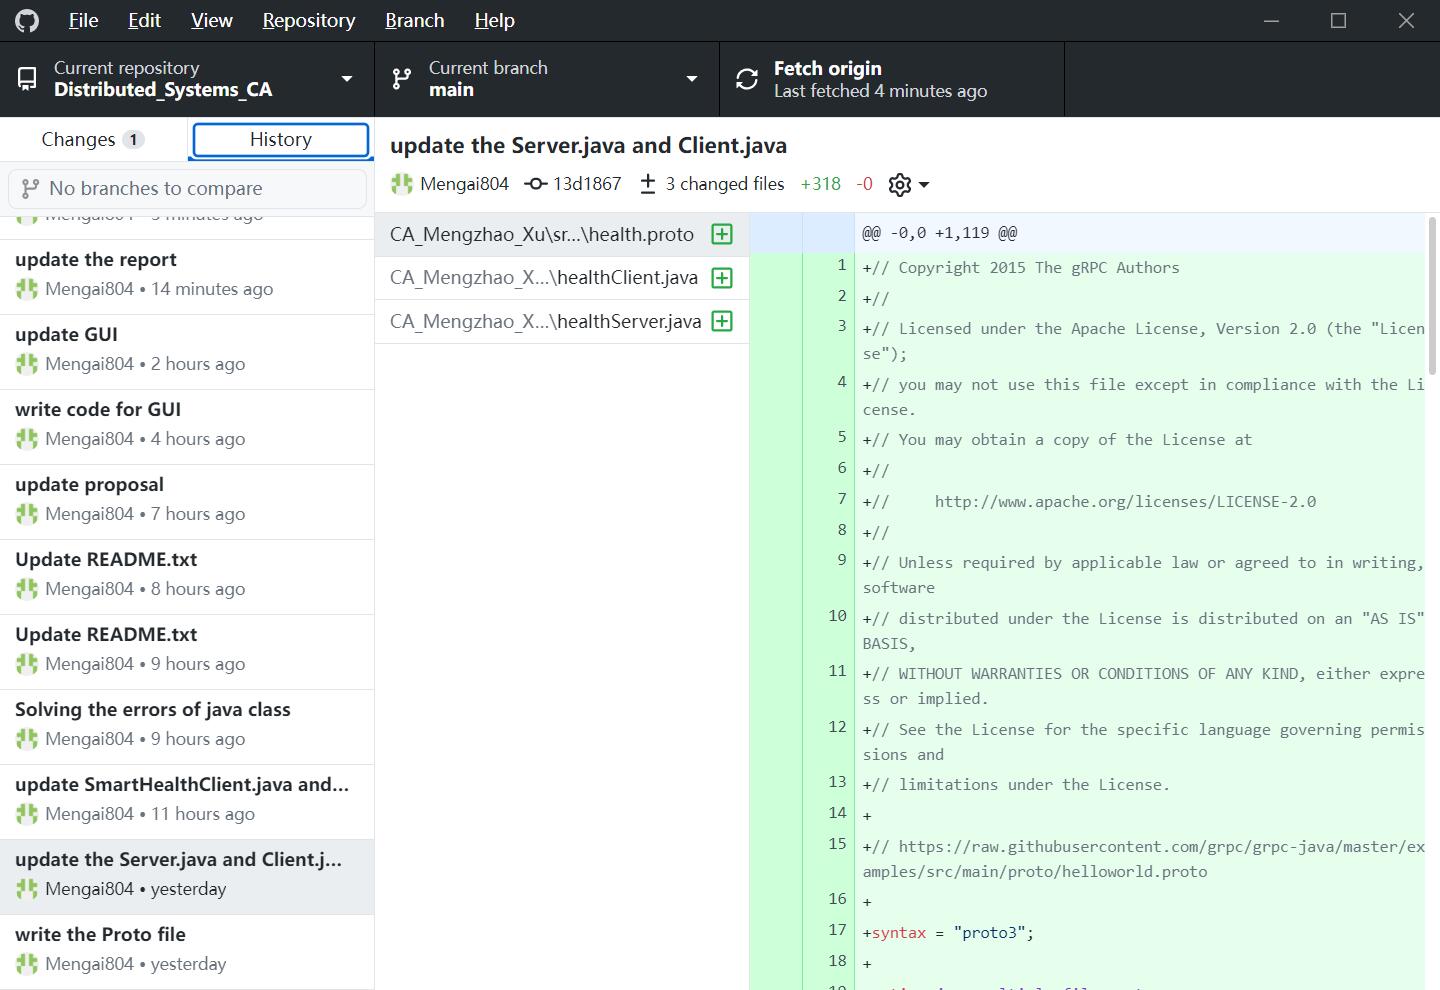 File Edit View Repository Branch Help
Current repository
Distributed_Systems_CA
Current branch
main
Fetch origin
Last fetched 4 minutes ago
Changes 1
History
No branches to compare
Mengai804 •
minutes ago
update the report
Mengai804 • 14 minutes ago
update GUI
Mengai804 • 2 hours ago
write code for GUI
Mengai804 • 4 hours ago
update proposal
Mengai804 • 7 hours ago
Update README.txt
Mengai804 • 8 hours ago
Update README.txt
Mengai804 • 9 hours ago
Solving the errors of java class
Mengai804 • 9 hours ago
update SmartHealthClient.java and...
Mengai804 • 11 hours ago
update the Server.java and Client.j...
Mengai804 • yesterday
write the Proto file
Mengai804 • yesterday
update the Server.java and Client.java
Mengai804 13d1867 3 changed files +318 -0
CA_Mengzhao_Xu\sr...\health.proto
CA_Mengzhao_X...\healthClient.java
CA_Mengzhao_X...\healthServer.java
@@ -0,0 +1,119 @@
1 +// Copyright 2015 The gRPC Authors
2 +//
3 +// Licensed under the Apache License, Version 2.0 (the "Licen
se");
4 +// you may not use this file except in compliance with the Li
cense.
5 +// You may obtain a copy of the License at
6 +//
7 +//     http://www.apache.org/licenses/LICENSE-2.0
8 +//
9 +// Unless required by applicable law or agreed to in writing,
software
10 +// distributed under the License is distributed on an "AS IS"
BASIS,
11 +// WITHOUT WARRANTIES OR CONDITIONS OF ANY KIND, either expre
ss or implied.
12 +// See the License for the specific language governing permis
sions and
13 +// limitations under the License.
14 +
15 +// https://raw.githubusercontent.com/grpc/grpc-java/master/ex
amples/src/main/proto/helloworld.proto
16 +
17 +syntax = "proto3";
18 +